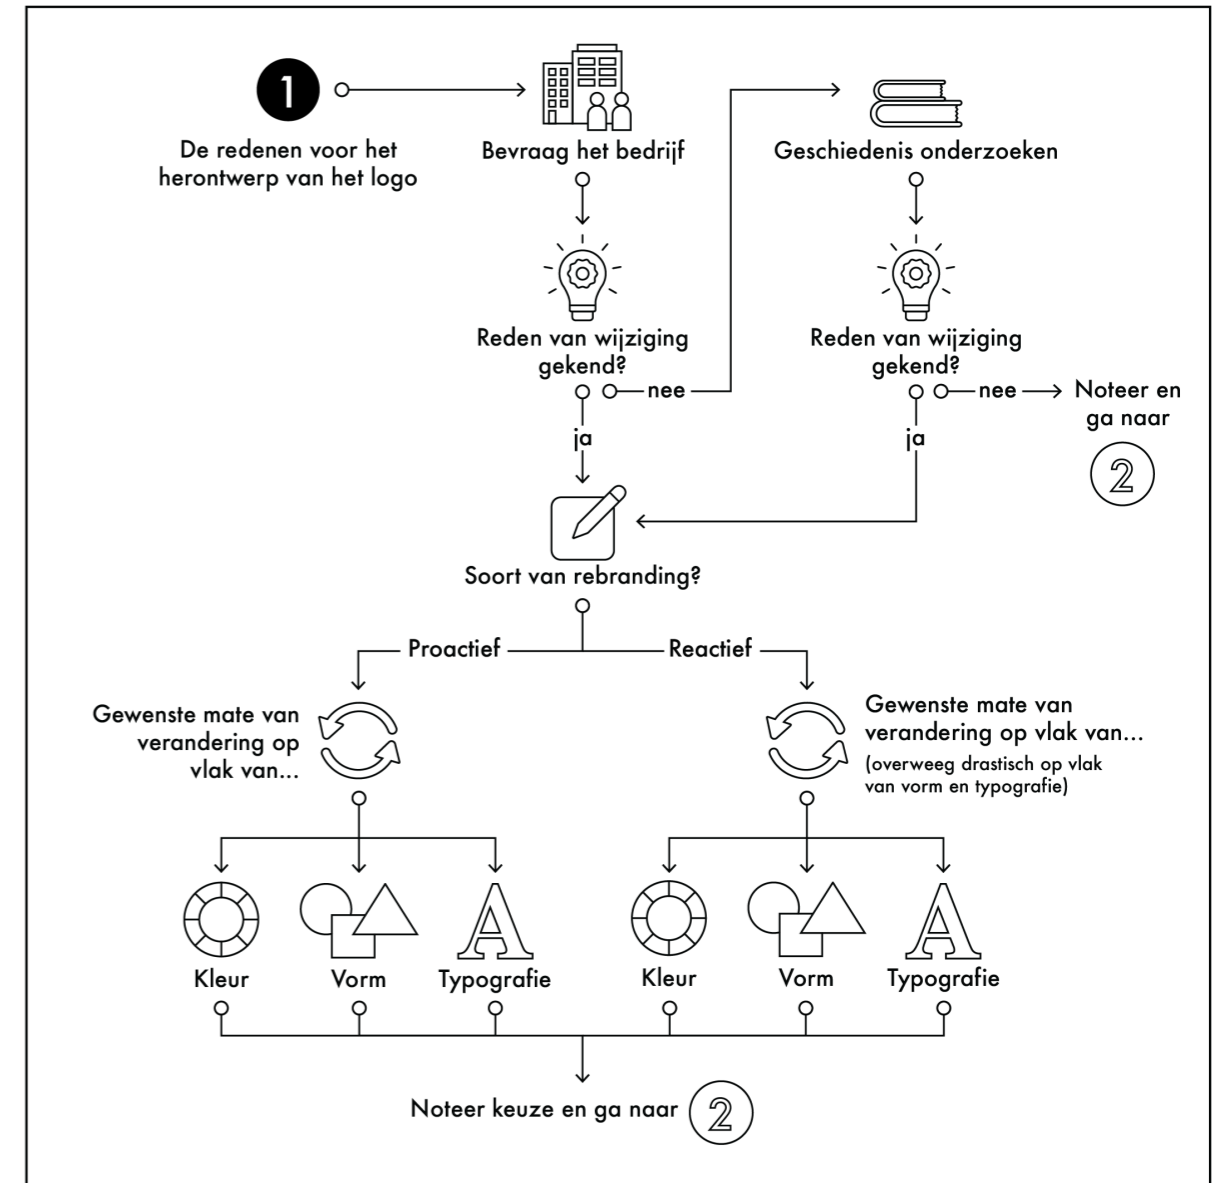 1
De redenen voor het
herontwerp van het logo
Bevraag het bedrijf
Geschiedenis onderzoeken
Reden van wijziging
gekend?
nee
ja
Reden van wijziging
gekend?
nee
ja
Noteer en
ga naar
2
Soort van rebranding?
Proactief
Reactief
Gewenste mate van
verandering op
vlak van...
Gewenste mate van
verandering op vlak van...
(overweeg drastisch op vlak
van vorm en typografie)
A
A
Kleur
Vorm
Typografie
Kleur
Vorm
Typografie
Noteer keuze en ga naar 2